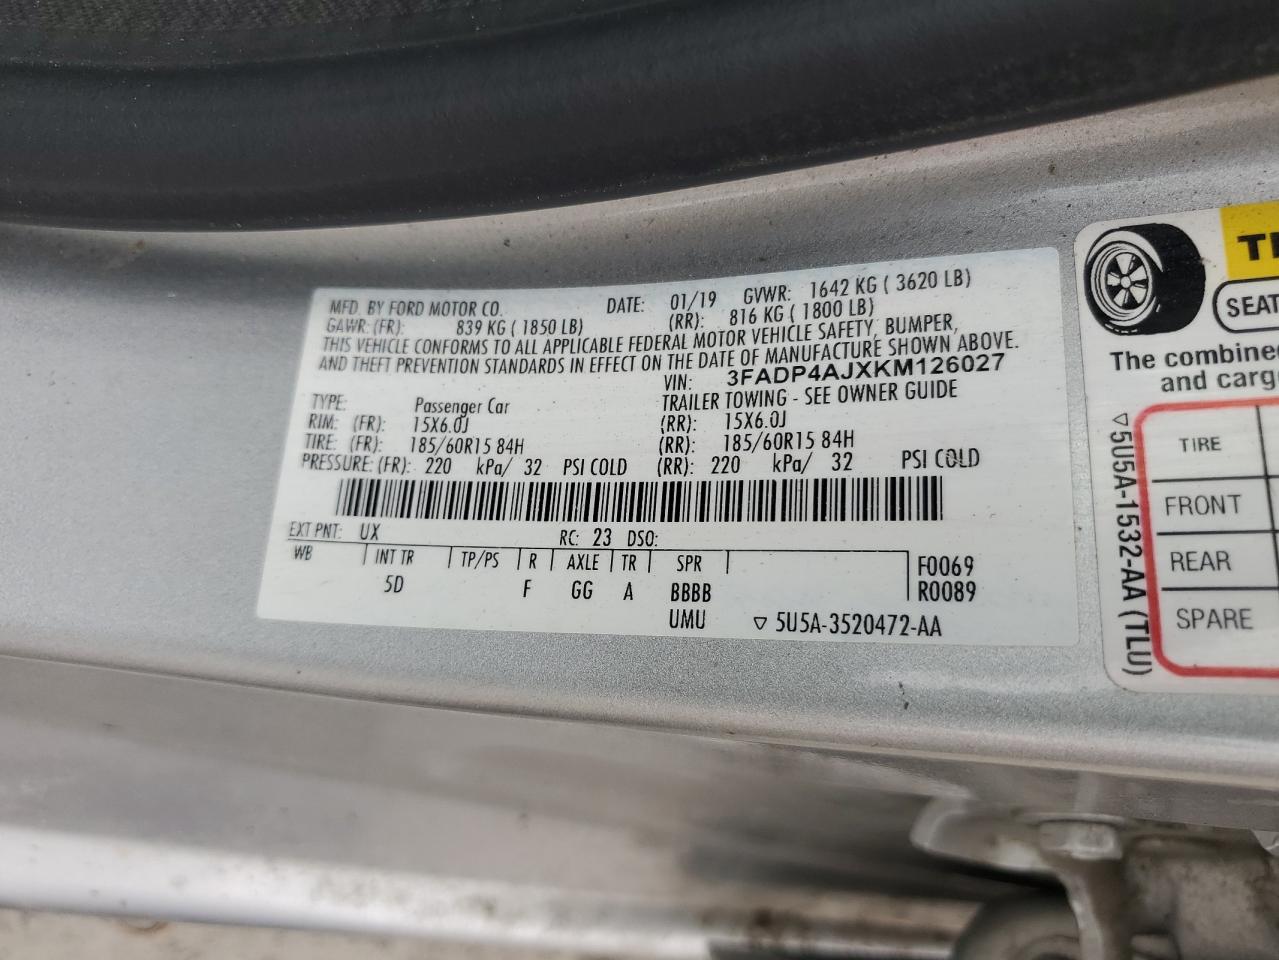 MFD. BY FORD MOTOR CO. DATE: 01/19 GVWR: 1642 KG ( 3620 LB)
GAWR: (FR): 839 KG ( 1850 LB) (RR): 816 KG ( 1800 LB)
THIS VEHICLE CONFORMS TO ALL APPLICABLE FEDERAL MOTOR VEHICLE SAFETY, BUMPER,
AND THEFT PREVENTION STANDARDS IN EFFECT ON THE DATE OF MANUFACTURE SHOWN ABOVE.
VIN: 3FADP4AJXKM126027
TYPE: Passenger Car TRAILER TOWING - SEE OWNER GUIDE
RIM: (FR): 15X6.0J (RR): 15X6.0J
TIRE: (FR): 185/60R15 84H (RR): 185/60R15 84H
PRESSURE: (FR): 220 kPa/ 32 PSI COLD (RR): 220 kPa/ 32 PSI COLD
EXT PNT: UX RC: 23 DSO:
WB INT TR TP/PS R AXLE TR SPR F0069
5D F GG A BBBB R0089
UMU ▽ 5U5A-3520472-AA
SEAT
The combine
and cargo
TIRE
FRONT
REAR
SPARE
▽ 5U5A-1532-AA (TLU)